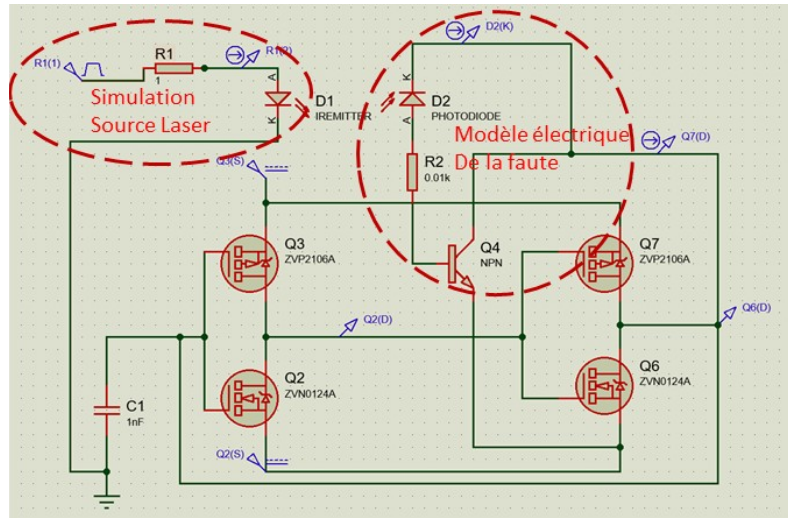 D2(K)
R1(1)
R1
R1(2)
1
A
K
Simulation
Source Laser
D1
IREMITTER
K
A
D2
PHOTODIODE
Modèle électrique
De la faute
Q7(D)
R2
0.01k
Q3(S)
Q3
ZVP2106A
Q4
NPN
Q7
ZVP2106A
Q2(D)
Q6(D)
Q2
ZVN0124A
Q6
ZVN0124A
C1
1nF
Q2(S)